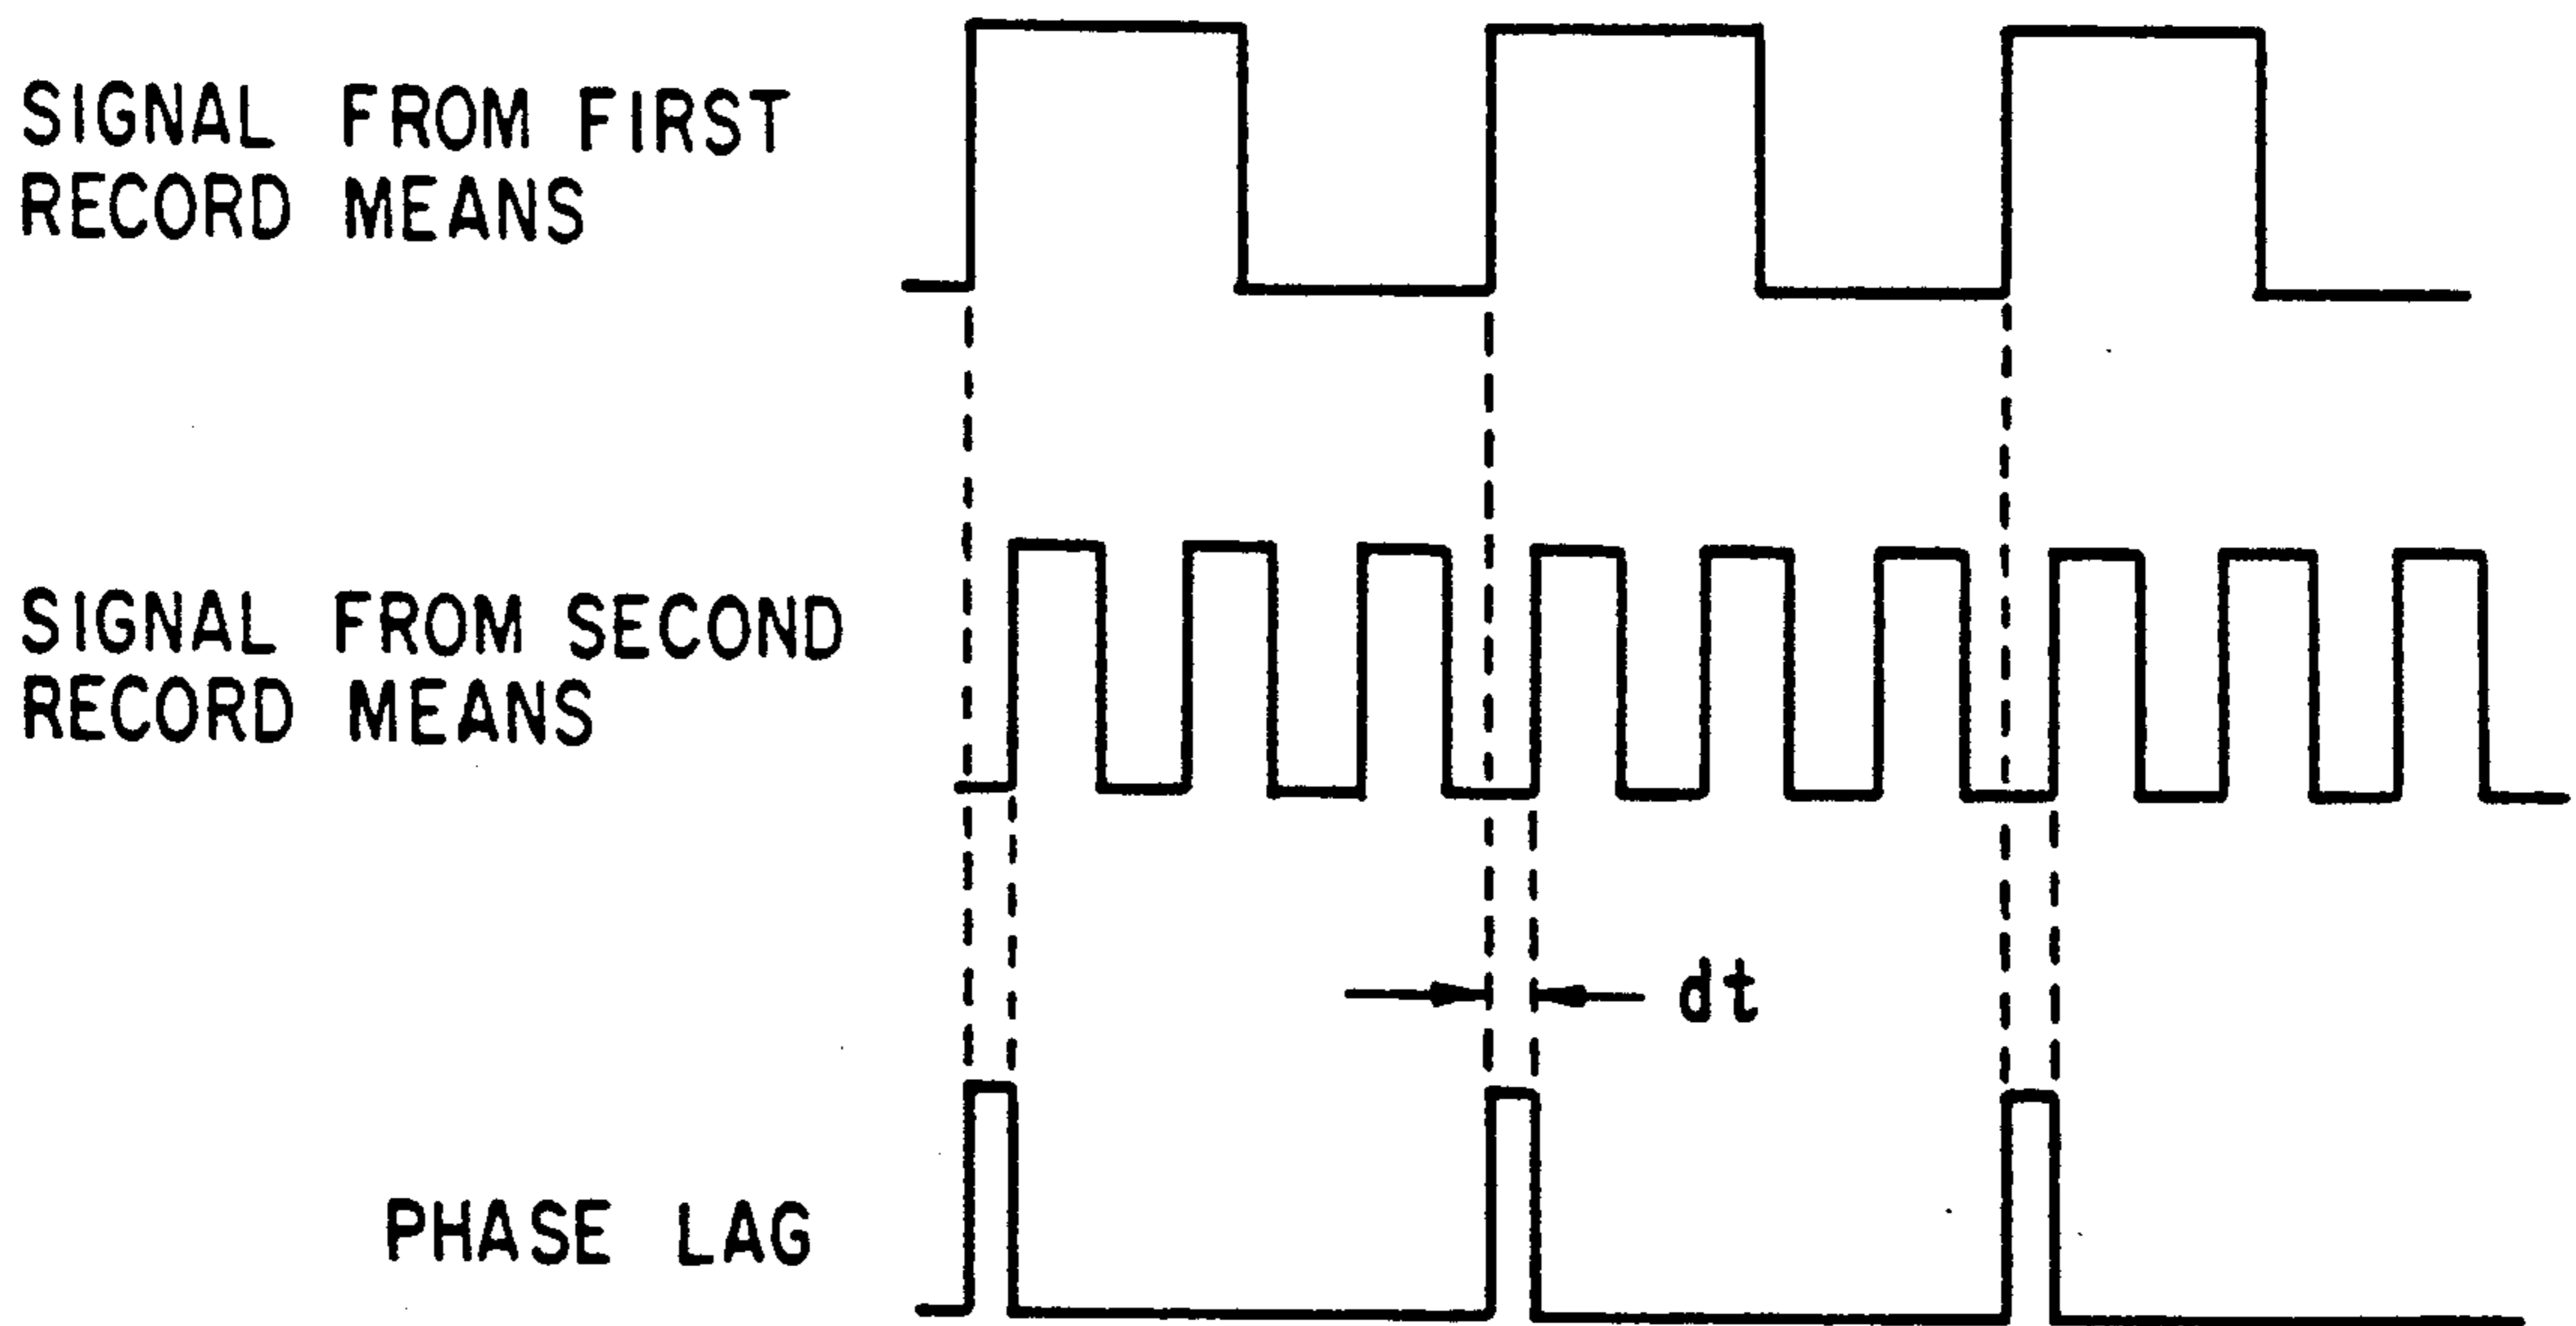 SIGNAL FROM FIRST
RECORD MEANS
SIGNAL FROM SECOND
RECORD MEANS
dt
PHASE LAG